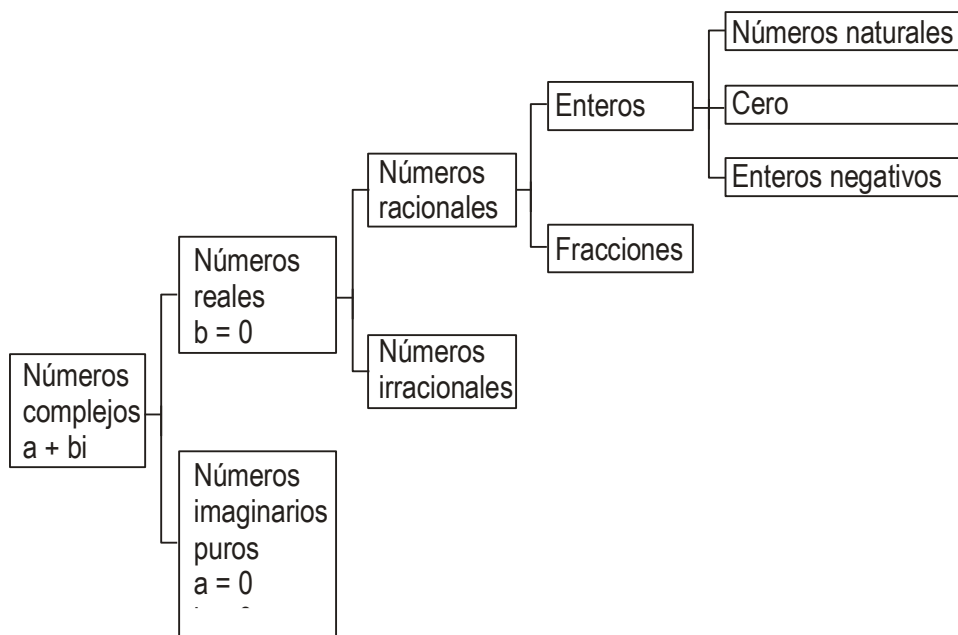 Números
complejos
a + bi
Números
reales
b = 0
Números
imaginarios
puros
a = 0
Números
racionales
Números
irracionales
Enteros
Fracciones
Números naturales
Cero
Enteros negativos